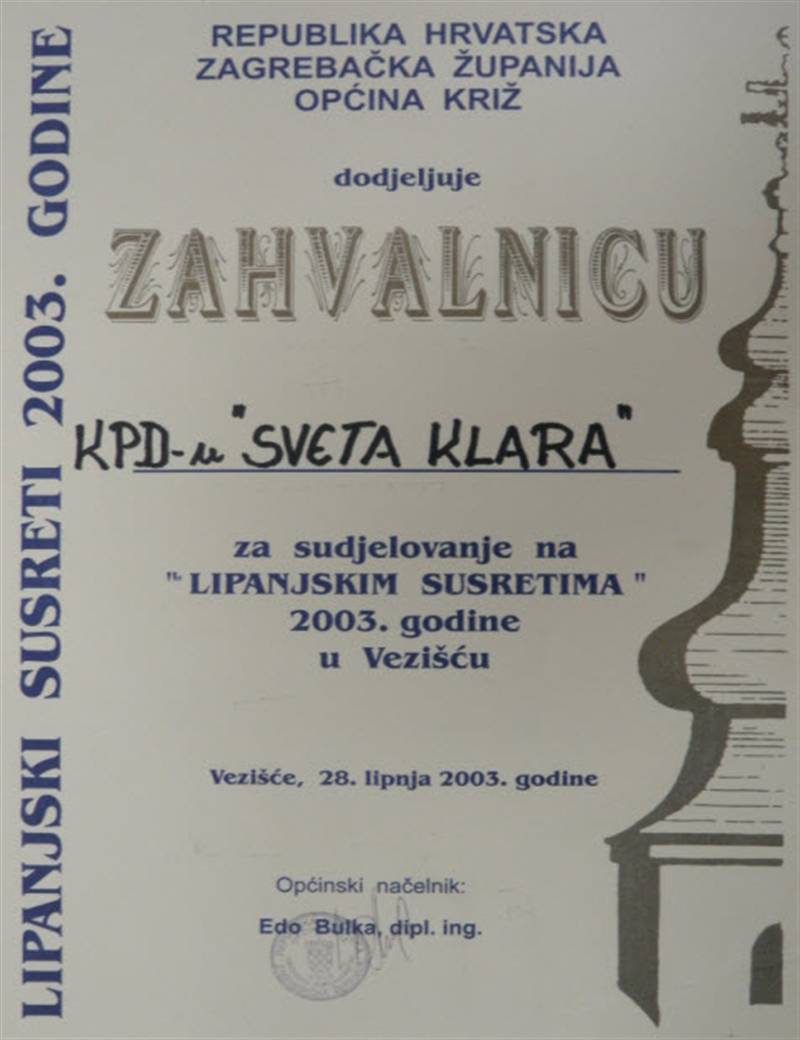 LIPANJSKI SUSRETI 2003. GODINE
REPUBLIKA HRVATSKA
ZAGREBAČKA ŽUPANIJA
OPĆINA KRIŽ
dodjeljuje
ZAHVALNICU
KPD-u "SVETA KLARA"
za sudjelovanje na
"LIPANJSKIM SUSRETIMA"
2003. godine
u Vezišću
Vezišće, 28. lipnja 2003. godine
Općinski načelnik:
Edo Bulka, dipl. ing.